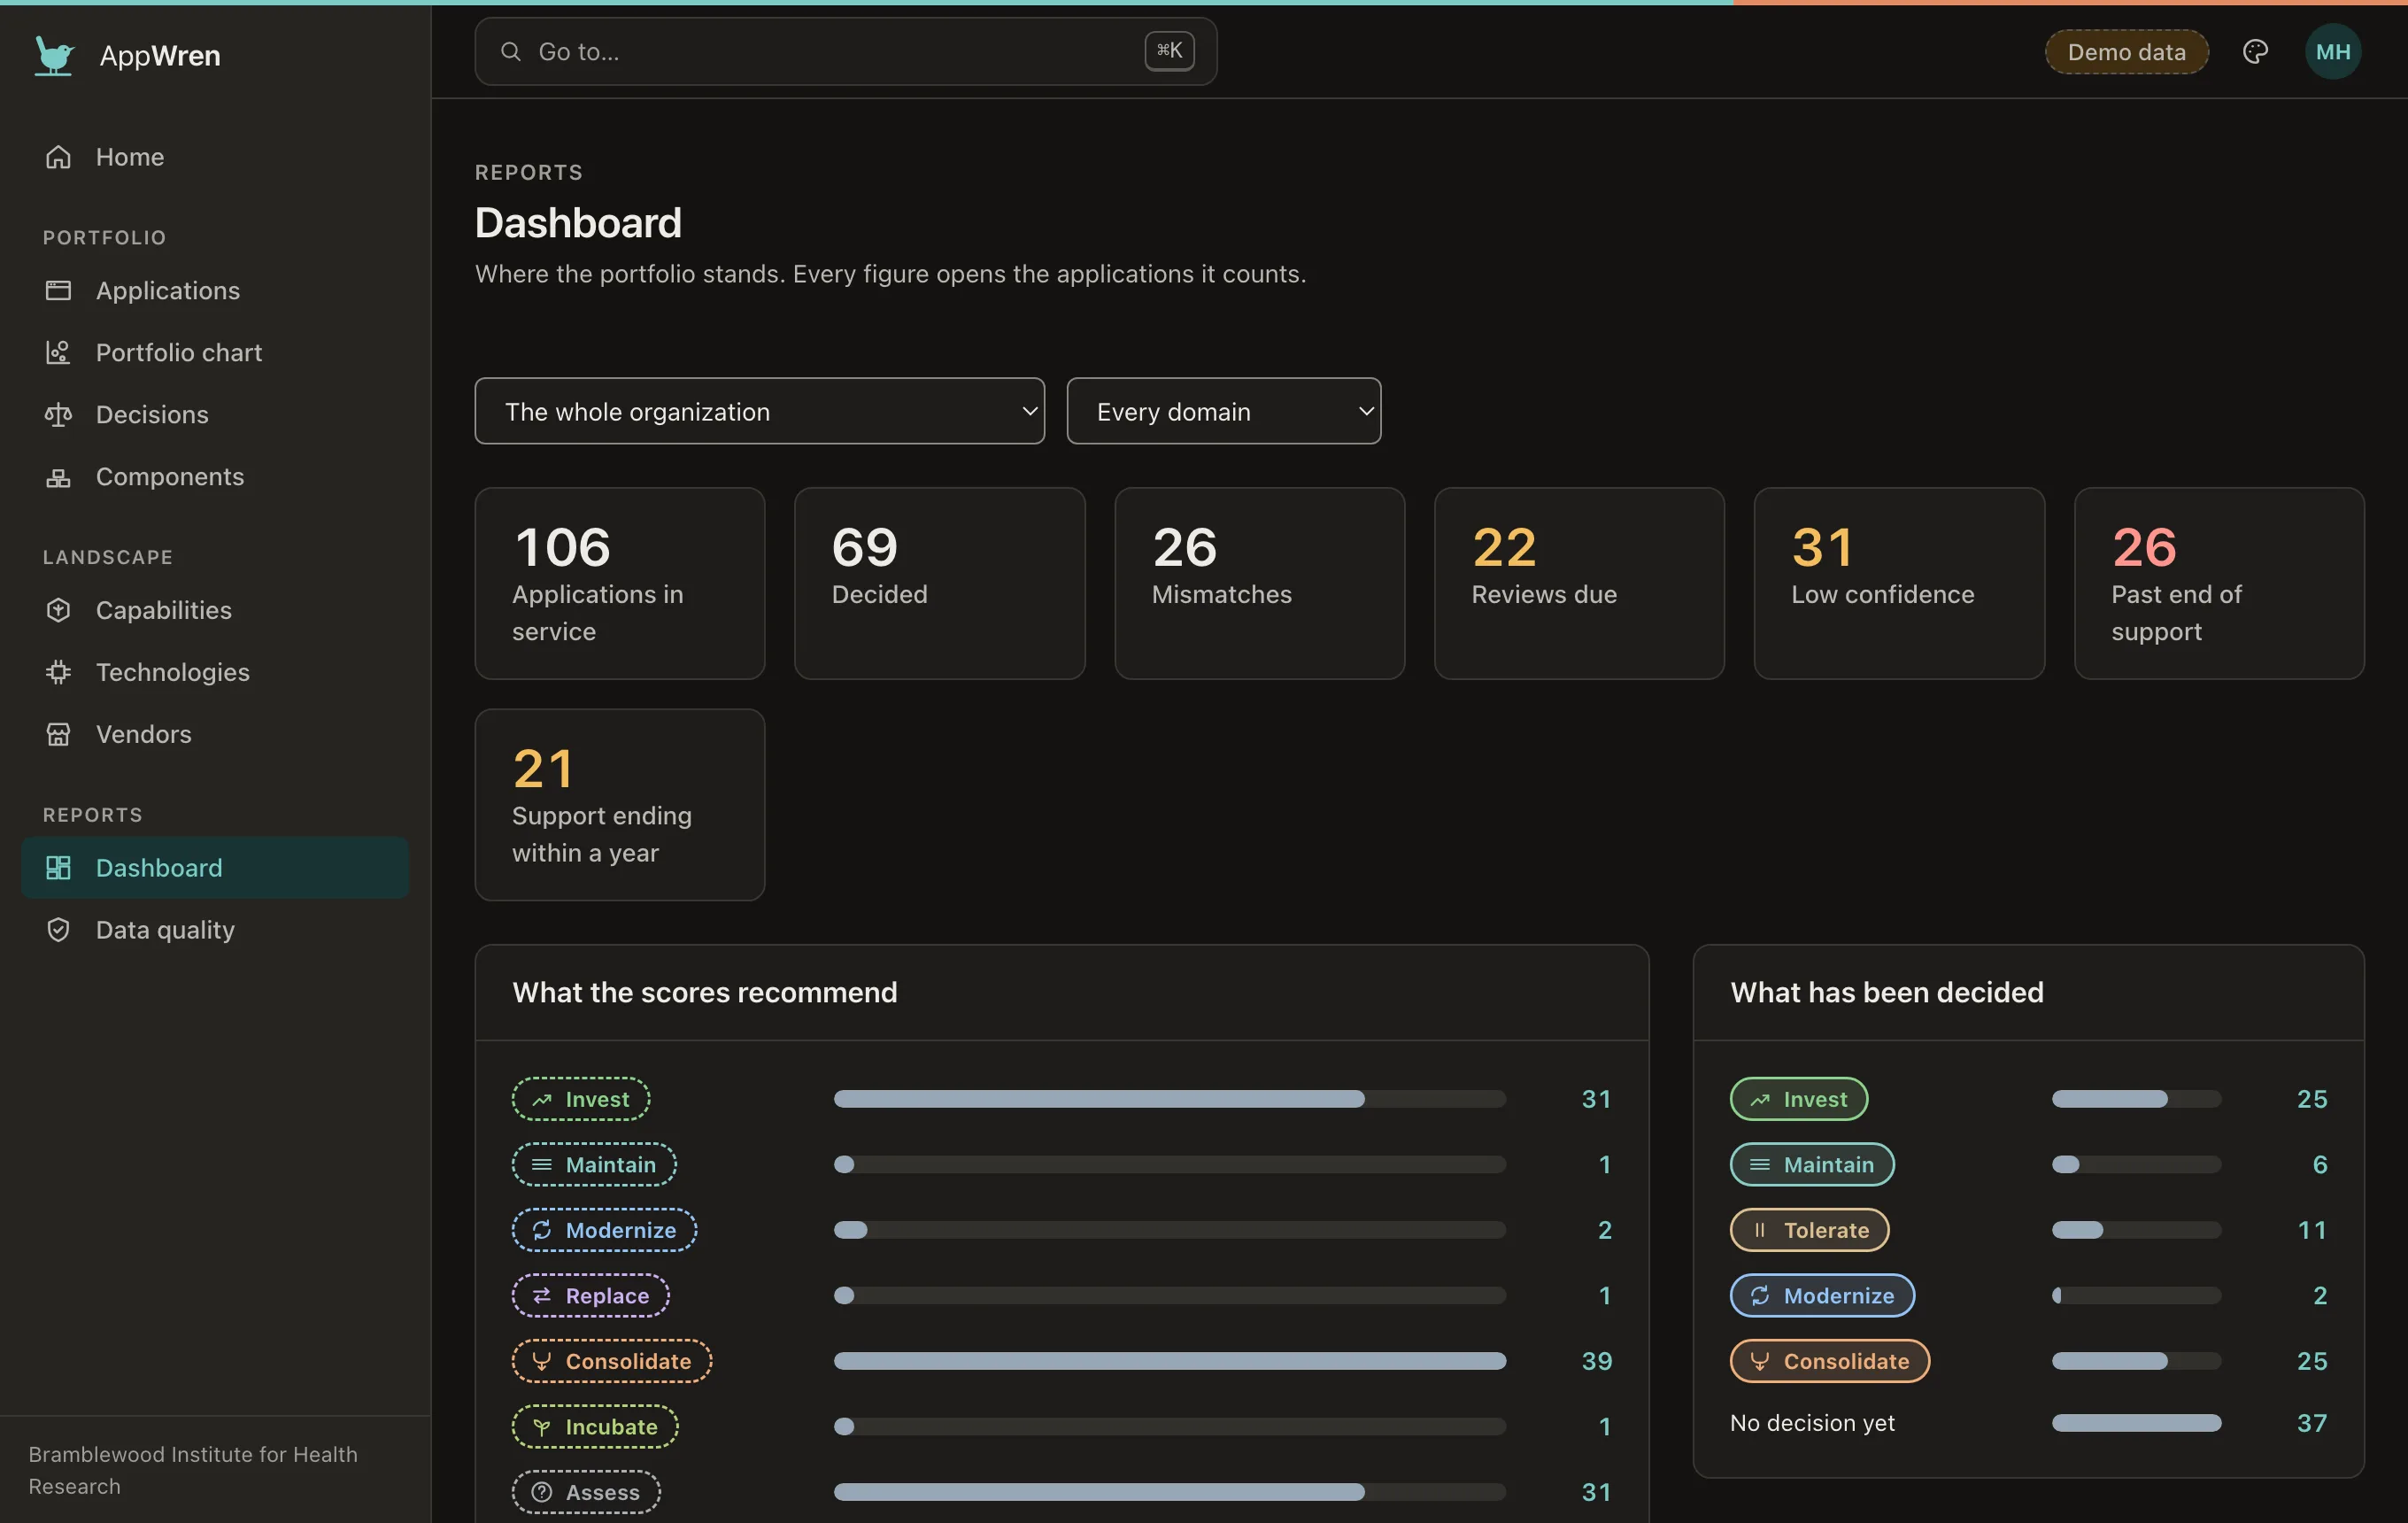 AppWren
Go to...
⌘K
Demo data
MH
Home
PORTFOLIO
Applications
Portfolio chart
Decisions
Components
LANDSCAPE
Capabilities
Technologies
Vendors
REPORTS
Dashboard
Data quality
Bramblewood Institute for Health
Research
REPORTS
Dashboard
Where the portfolio stands. Every figure opens the applications it counts.
The whole organization
Every domain
106
Applications in
service
69
Decided
26
Mismatches
22
Reviews due
31
Low confidence
26
Past end of
support
21
Support ending
within a year
What the scores recommend
Invest 31
Maintain 1
Modernize 2
Replace 1
Consolidate 39
Incubate 1
Assess 31
What has been decided
Invest 25
Maintain 6
Tolerate 11
Modernize 2
Consolidate 25
No decision yet 37